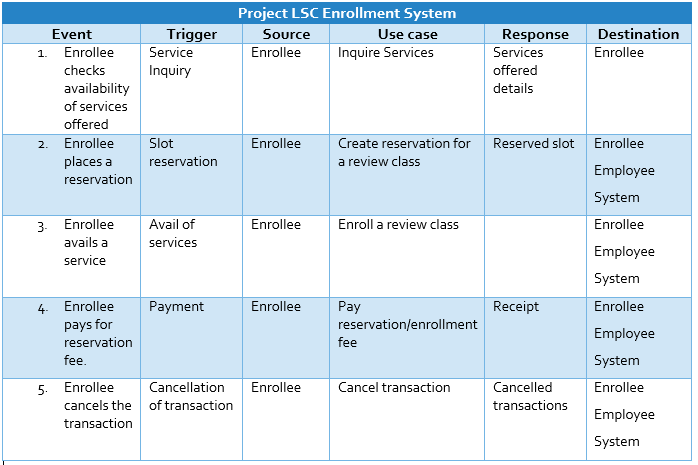 Project LSC Enrollment System
Event Trigger Source Use case Response Destination
1. Enrollee checks availability of services offered
Service Inquiry
Enrollee
Inquire Services
Services offered details
Enrollee
2. Enrollee places a reservation
Slot reservation
Enrollee
Create reservation for a review class
Reserved slot
Enrollee
Employee
System
3. Enrollee avails a service
Avail of services
Enrollee
Enroll a review class
Enrollee
Employee
System
4. Enrollee pays for reservation fee.
Payment
Enrollee
Pay reservation/enrollment fee
Receipt
Enrollee
Employee
System
5. Enrollee cancels the transaction
Cancellation of transaction
Enrollee
Cancel transaction
Cancelled transactions
Enrollee
Employee
System